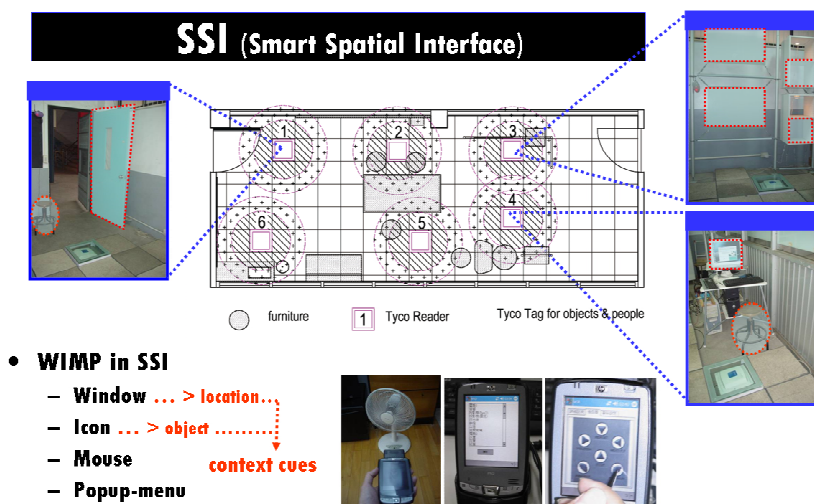 SSI (Smart Spatial Interface)
1
2
3
4
5
6
furniture
1 Tyco Reader
Tyco Tag for objects & people
• WIMP in SSI
– Window ... > location...
– Icon ... > object .........
– Mouse
context cues
– Popup-menu